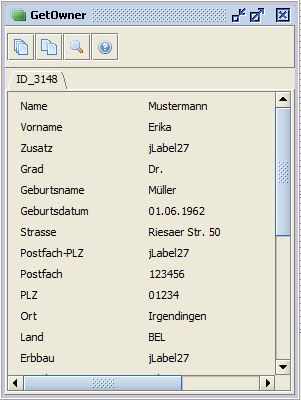 GetOwner
ID_3148
Name Mustermann
Vorname Erika
Zusatz jLabel27
Grad Dr.
Geburtsname Müller
Geburtsdatum 01.06.1962
Strasse Riesaer Str. 50
Postfach-PLZ jLabel27
Postfach 123456
PLZ 01234
Ort Irgendingen
Land BEL
Erbbau jLabel27